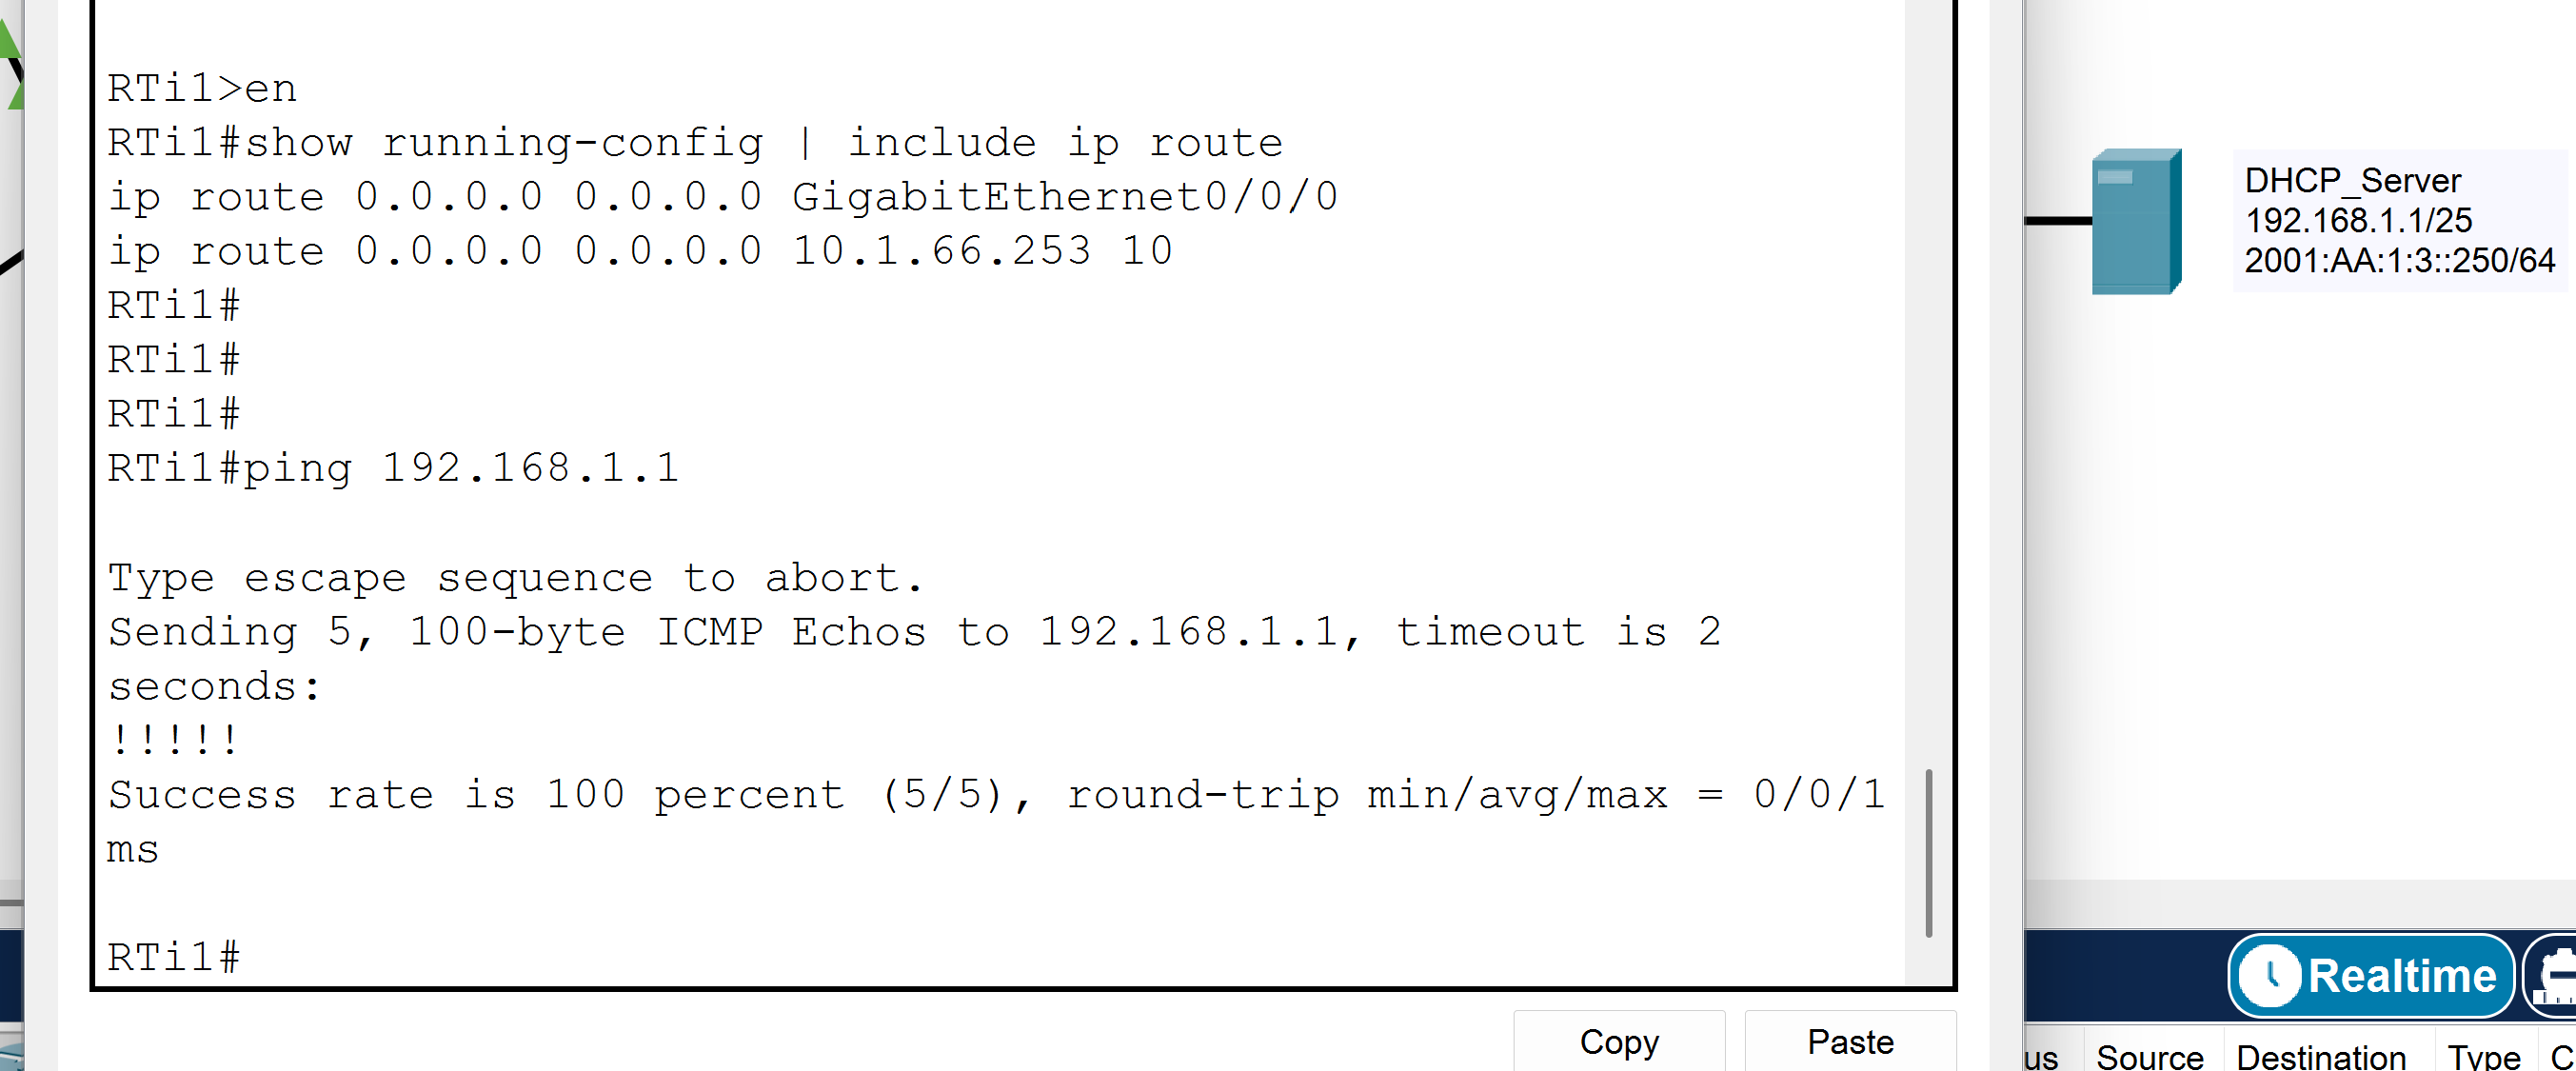 RTi1>en
RTi1#show running-config | include ip route
ip route 0.0.0.0 0.0.0.0 GigabitEthernet0/0/0
ip route 0.0.0.0 0.0.0.0 10.1.66.253 10
RTi1#
RTi1#
RTi1#
RTi1#ping 192.168.1.1
Type escape sequence to abort.
Sending 5, 100-byte ICMP Echos to 192.168.1.1, timeout is 2
seconds:
!!!!!
Success rate is 100 percent (5/5), round-trip min/avg/max = 0/0/1
ms
RTi1#
Copy
Paste
DHCP_Server
192.168.1.1/25
2001:AA:1:3::250/64
Realtime
Source Destination Type